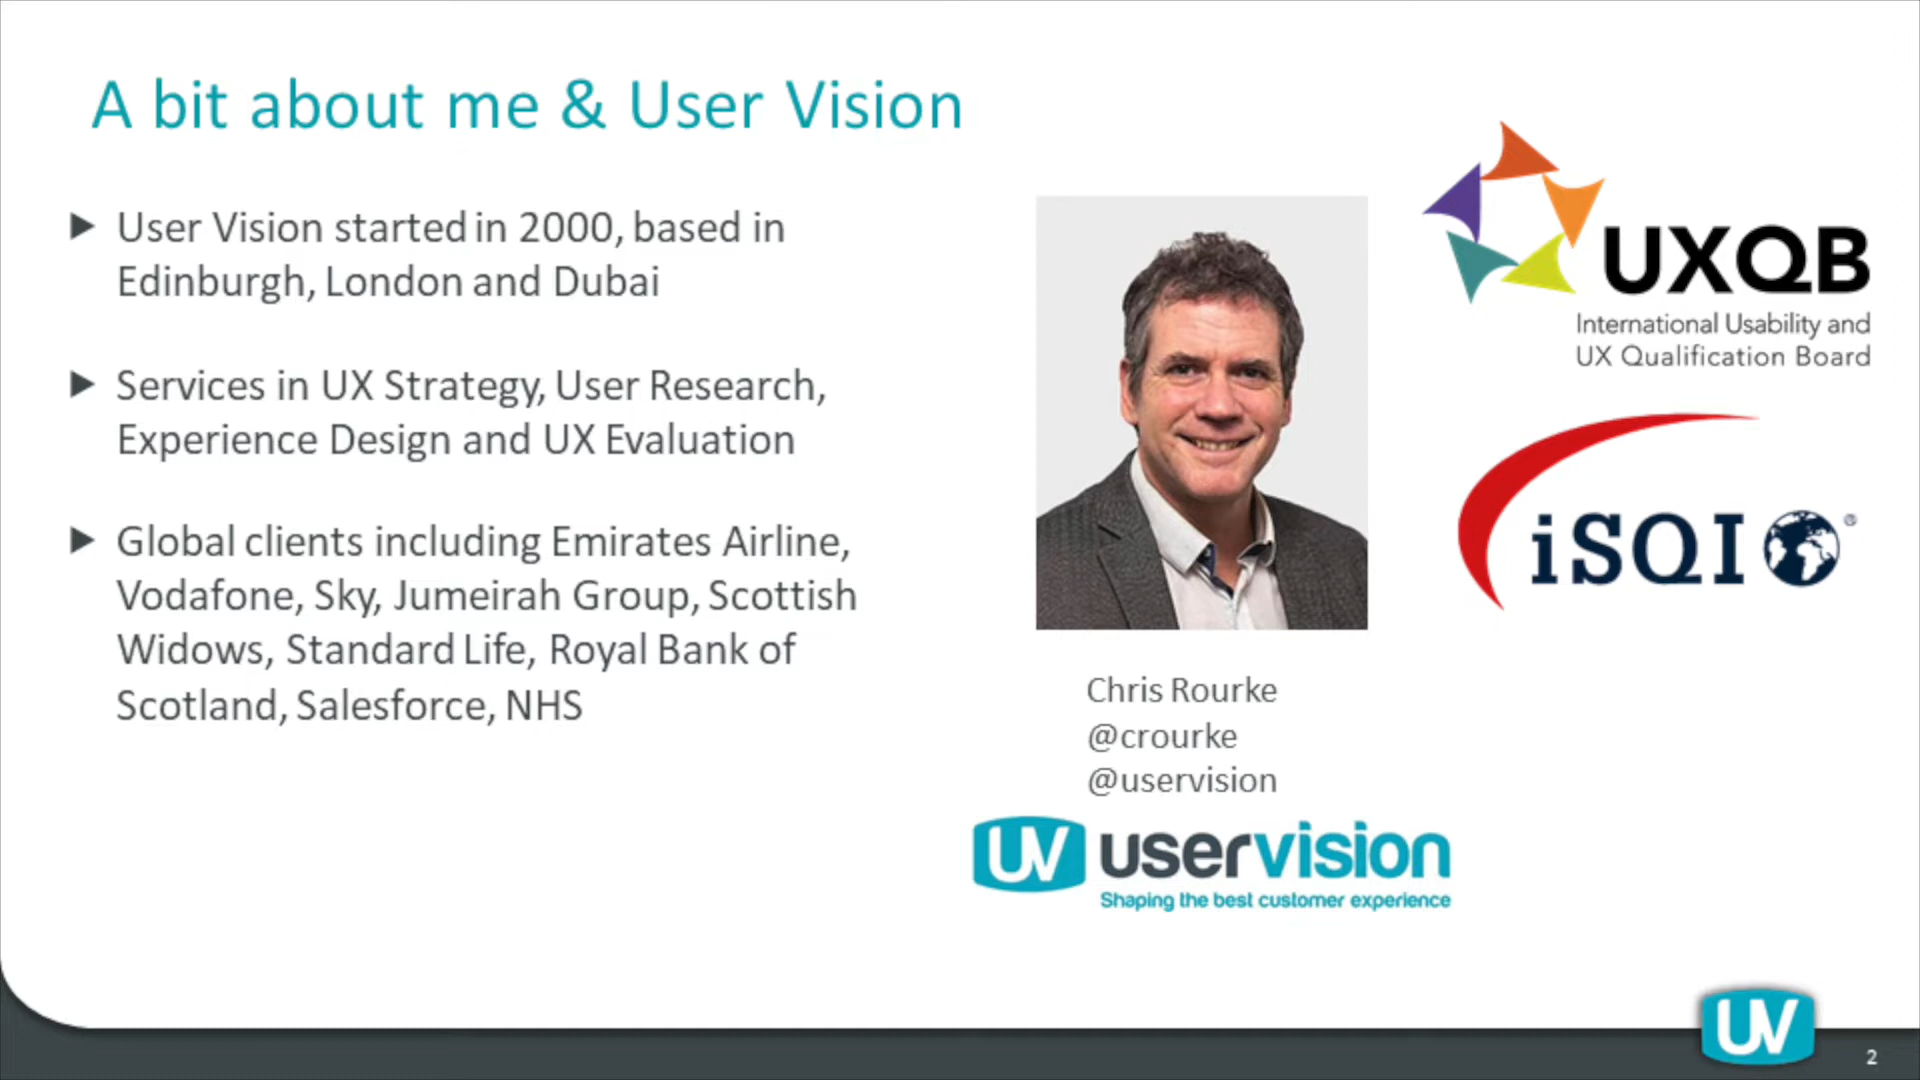 A bit about me & User Vision
User Vision started in 2000, based in
Edinburgh, London and Dubai
Services in UX Strategy, User Research,
Experience Design and UX Evaluation
Global clients including Emirates Airline,
Vodafone, Sky, Jumeirah Group, Scottish
Widows, Standard Life, Royal Bank of
Scotland, Salesforce, NHS
Chris Rourke
@crourke
@uservision
UV uservision
Shaping the best customer experience
UXQB
International Usability and
UX Qualification Board
iSQI ®
UV
2